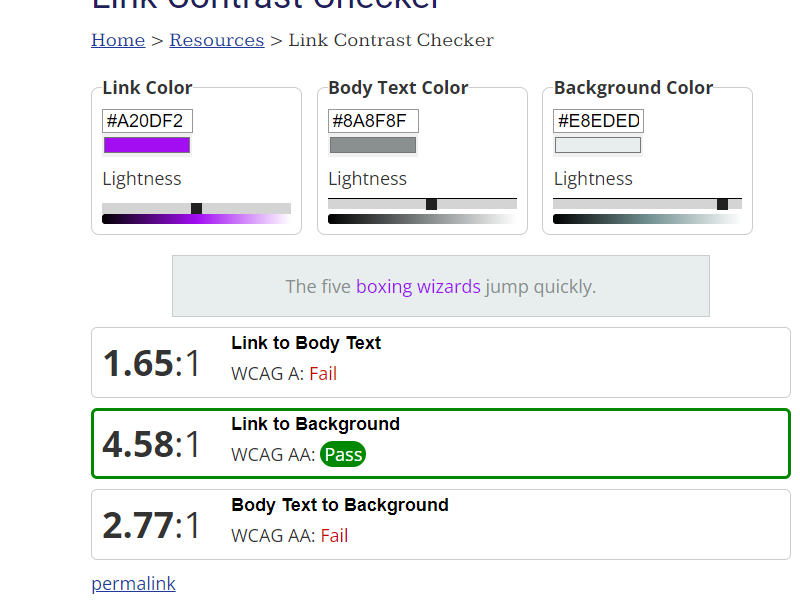 Link Contrast Checker
Home > Resources > Link Contrast Checker
Link Color
Body Text Color
Background Color
#A20DF2
#8A8F8F
#E8EDED
Lightness
Lightness
Lightness
The five boxing wizards jump quickly.
1.65:1
Link to Body Text
WCAG A: Fail
4.58:1
Link to Background
WCAG AA: Pass
2.77:1
Body Text to Background
WCAG AA: Fail
permalink